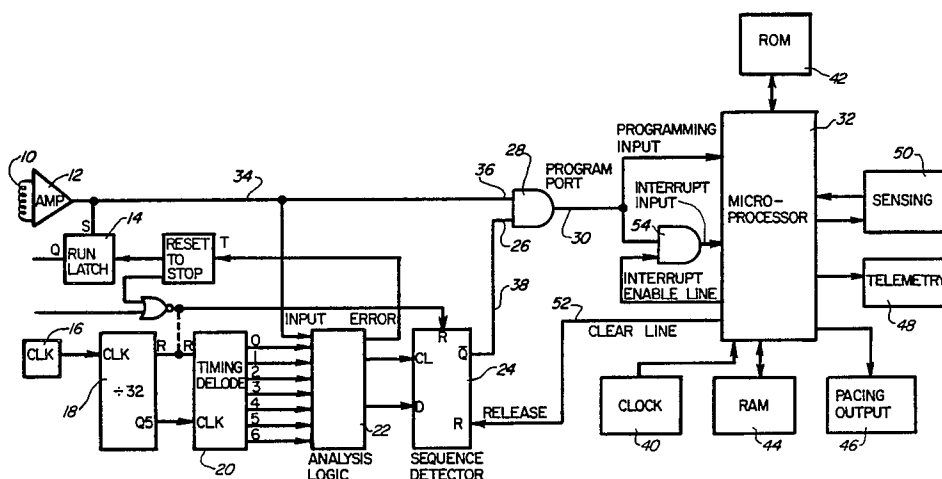 ROM
42
32
10
12
AMP
34
36
28
PROGRAM
PORT
PROGRAMMING
INPUT
50
SENSING
S
14
Q
RUN
LATCH
RESET
TO
STOP
T
26
30
54
INTERRUPT
INPUT
MICRO-
PROCESSOR
INTERRUPT
ENABLE LINE
TELEMETRY
48
38
52
CLEAR LINE
16
CLK
INPUT
ERROR
R
CLK
÷32
18
Q5
R
R
TIMING
DELODE
CLK
20
0
1
2
3
4
5
6
22
ANALYSIS
LOGIC
CL
D
Q̅
24
R
RELEASE
SEQUENCE
DETECTOR
CLOCK
40
RAM
44
PACING
OUTPUT
46